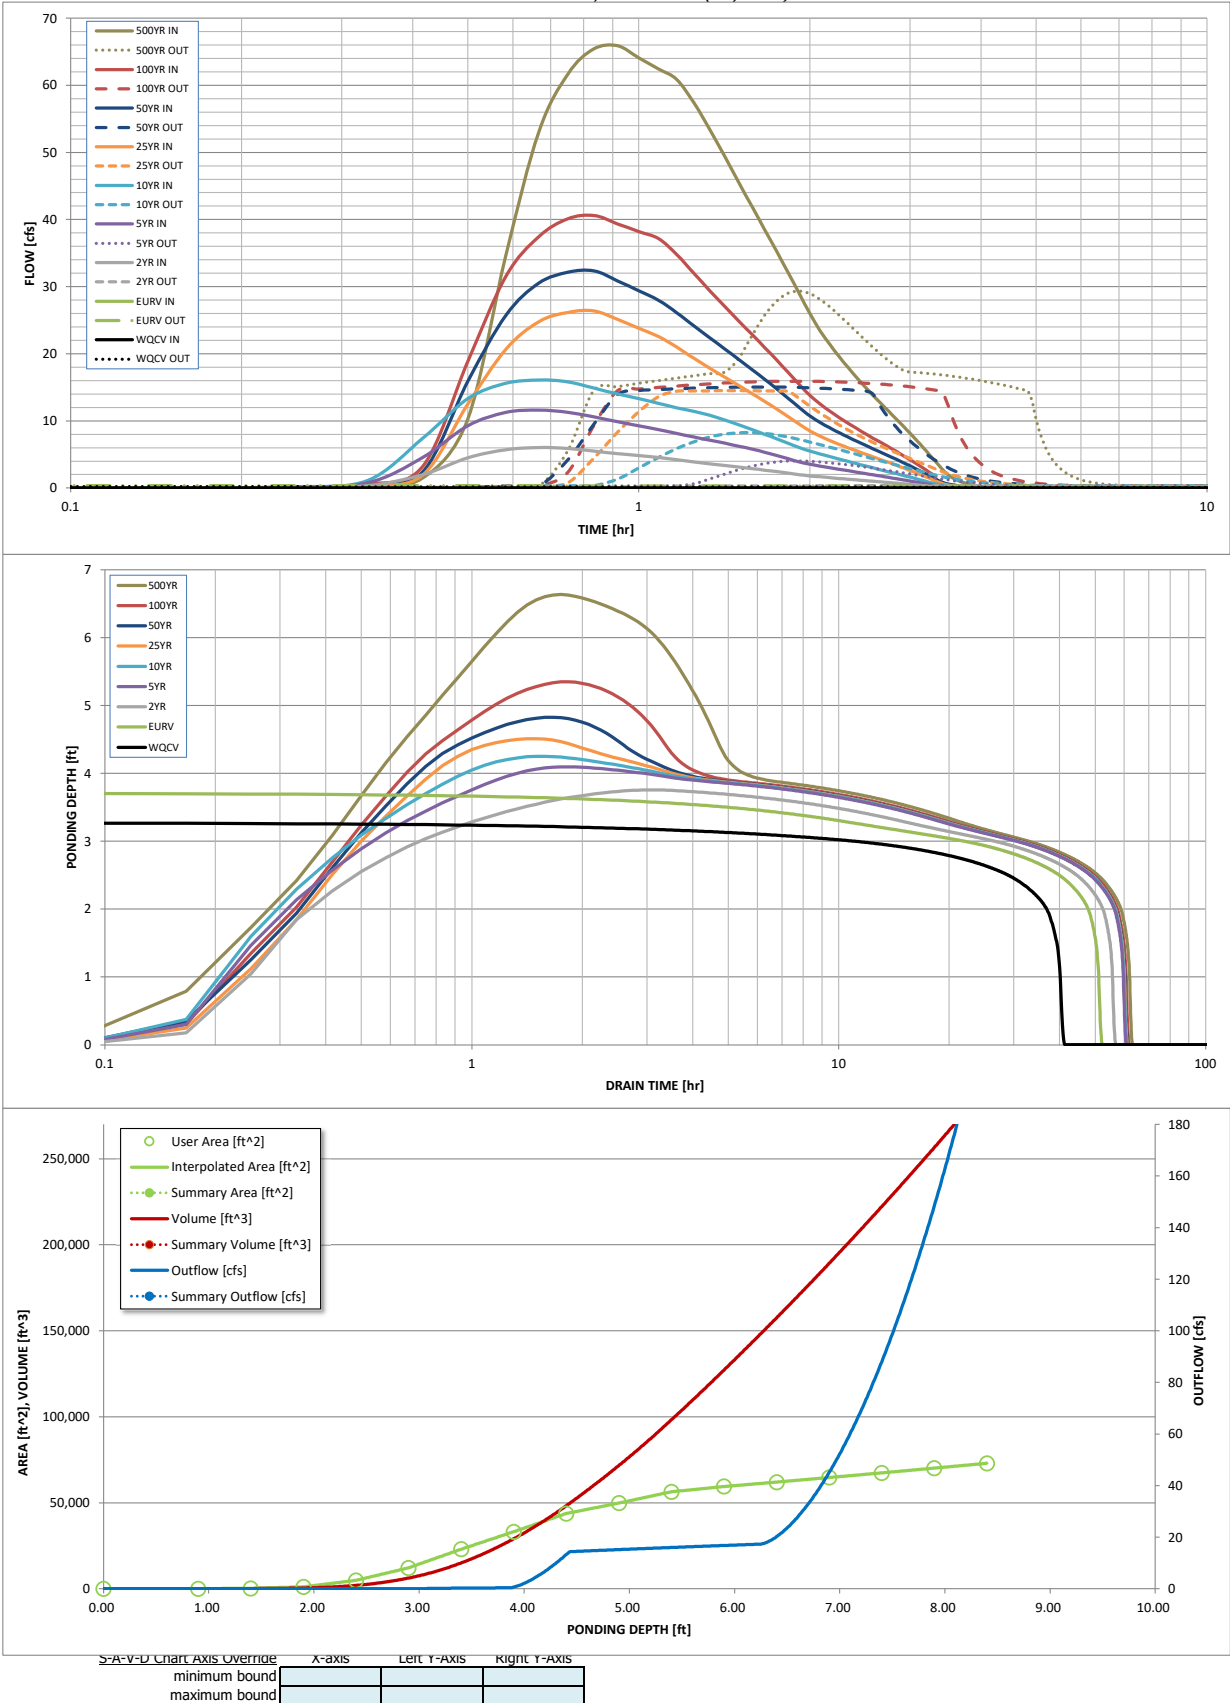 70
60
50
40
30
20
10
0
FLOW [cfs]
500YR IN
500YR OUT
100YR IN
100YR OUT
50YR IN
50YR OUT
25YR IN
25YR OUT
10YR IN
10YR OUT
5YR IN
5YR OUT
2YR IN
2YR OUT
EURV IN
EURV OUT
WQCV IN
WQCV OUT
0.1 1 10
TIME [hr]
7
6
5
4
3
2
1
0
PONDING DEPTH [ft]
500YR
100YR
50YR
25YR
10YR
5YR
2YR
EURV
WQCV
0.1 1 10 100
DRAIN TIME [hr]
250,000
200,000
150,000
100,000
50,000
0
AREA [ft^2], VOLUME [ft^3]
User Area [ft^2]
Interpolated Area [ft^2]
Summary Area [ft^2]
Volume [ft^3]
Summary Volume [ft^3]
Outflow [cfs]
Summary Outflow [cfs]
180
160
140
120
100
80
60
40
20
0
OUTFLOW [cfs]
0.00 1.00 2.00 3.00 4.00 5.00 6.00 7.00 8.00 9.00 10.00
PONDING DEPTH [ft]
S-A-V-D Chart Axis Override X-axis Left Y-Axis Right Y-Axis
minimum bound
maximum bound